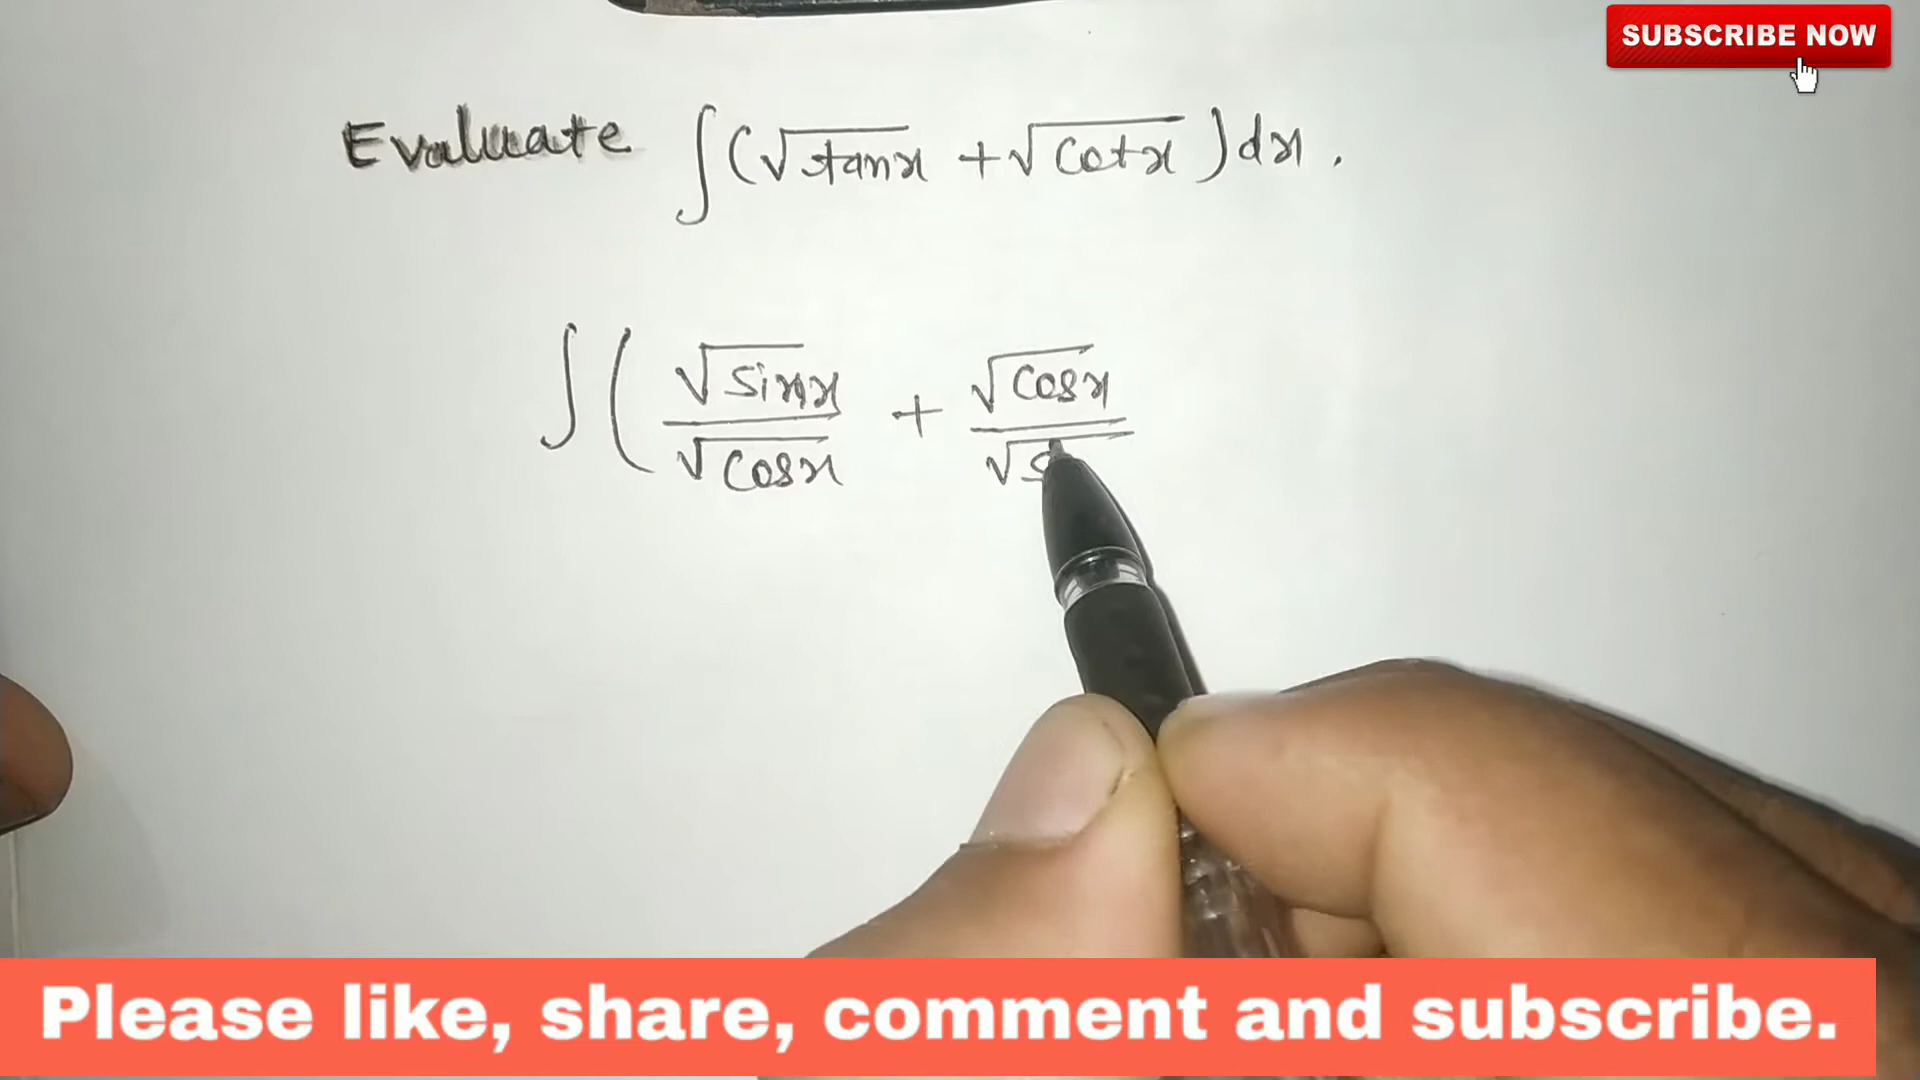 SUBSCRIBE NOW
Evaluate ∫(√tanx + √cotx)dx.
∫( √sinx/√cosx + √cosx/√s
Please like, share, comment and subscribe.